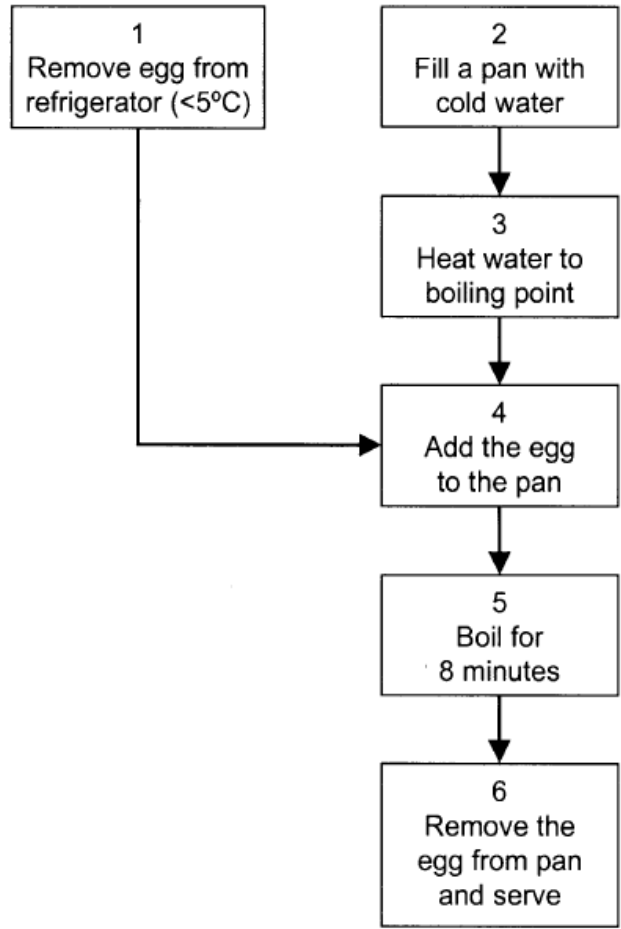 1
Remove egg from
refrigerator (<5ºC)
2
Fill a pan with
cold water
3
Heat water to
boiling point
4
Add the egg
to the pan
5
Boil for
8 minutes
6
Remove the
egg from pan
and serve